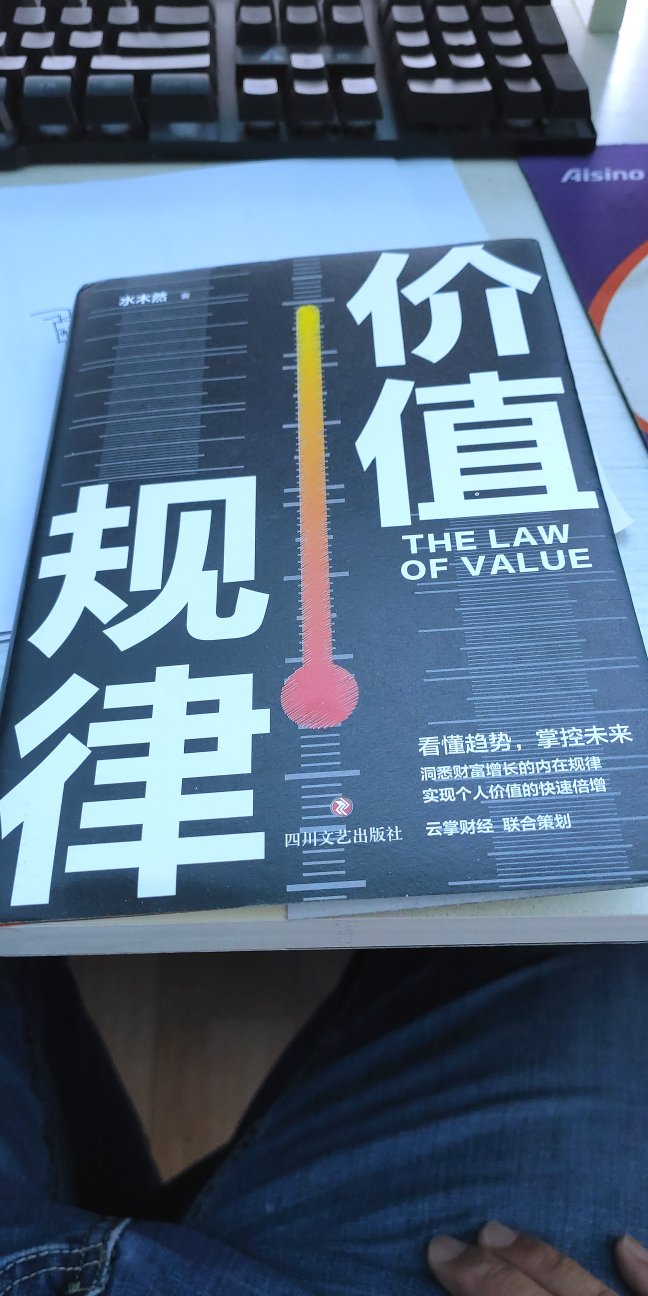 Aisino
水木然 著
价值
规律
THE LAW
OF VALUE
看懂趋势，掌控未来
洞悉财富增长的内在规律
实现个人价值的快速倍增
云掌财经 联合策划
四川文艺出版社